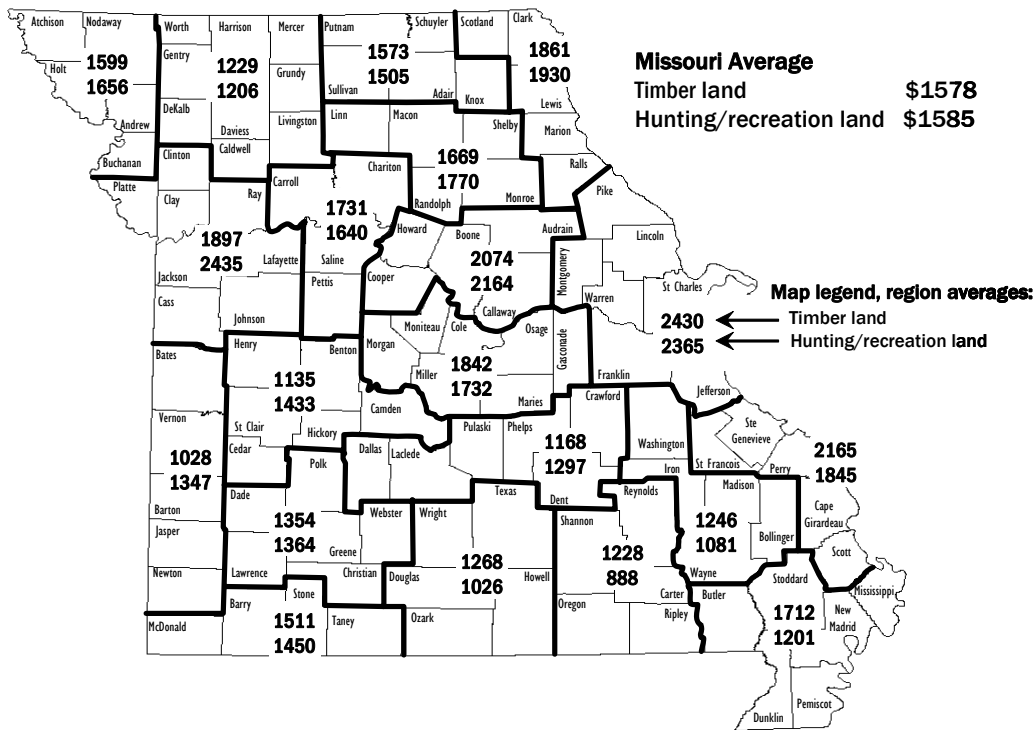 Missouri Average
Timber land $1578
Hunting/recreation land $1585
Map legend, region averages:
Timber land
Hunting/recreation land
Atchison
Nodaway
Worth
Harrison
Mercer
Putnam
Schuyler
Scotland
Clark
1599
1656
Holt
Gentry
1229
1206
Grundy
1573
1505
1861
1930
Sullivan
Adair
Knox
Lewis
Andrew
DeKalb
Daviess
Livingston
Linn
Macon
Shelby
Marion
Buchanan
Clinton
Caldwell
Chariton
1669
1770
Ralls
Platte
Clay
Ray
Carroll
Randolph
Monroe
Pike
1731
1640
Howard
Boone
Audrain
Lincoln
1897
2435
Lafayette
Saline
2074
2164
Montgomery
Jackson
Pettis
Cooper
Callaway
Warren
St Charles
Cass
Johnson
Moniteau
Cole
Osage
Gasconade
2430
2365
Bates
Henry
Benton
Morgan
Miller
1842
1732
Franklin
1135
1433
Camden
Maries
Crawford
Jefferson
Vernon
St Clair
Hickory
Pulaski
Phelps
Washington
Ste
Genevieve
Cedar
Polk
Dallas
Laclede
1168
1297
Iron
St Francois
Perry
2165
1845
1028
1347
Dade
Texas
Dent
Reynolds
Madison
Barton
1354
1364
Webster
Wright
Shannon
1246
1081
Bollinger
Cape
Girardeau
Jasper
Greene
1268
1026
1228
888
Scott
Newton
Lawrence
Christian
Douglas
Howell
Wayne
Stoddard
Mississippi
Barry
Stone
Oregon
Carter
Butler
McDonald
1511
1450
Taney
Ozark
Ripley
1712
1201
New
Madrid
Dunklin
Pemiscot